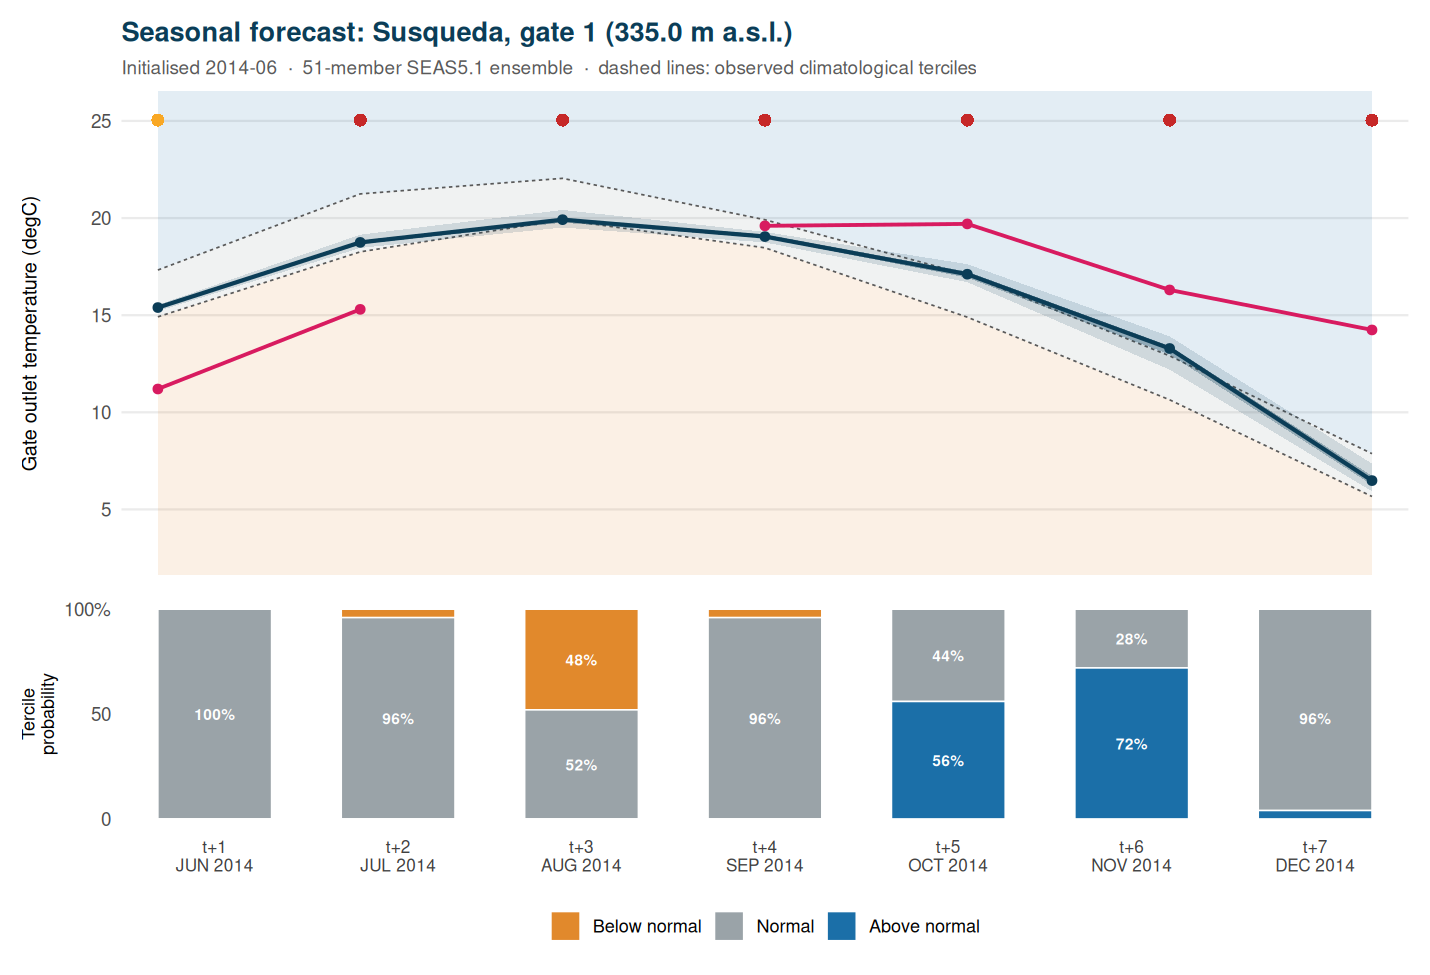 Seasonal forecast: Susqueda, gate 1 (335.0 m a.s.l.)
Initialised 2014-06 · 51-member SEAS5.1 ensemble · dashed lines: observed climatological terciles
Gate outlet temperature (degC)
25
20
15
10
5
Tercile
probability
100%
50
0
100%
96%
48%
52%
96%
44%
56%
28%
72%
96%
t+1
JUN 2014
t+2
JUL 2014
t+3
AUG 2014
t+4
SEP 2014
t+5
OCT 2014
t+6
NOV 2014
t+7
DEC 2014
Below normal
Normal
Above normal